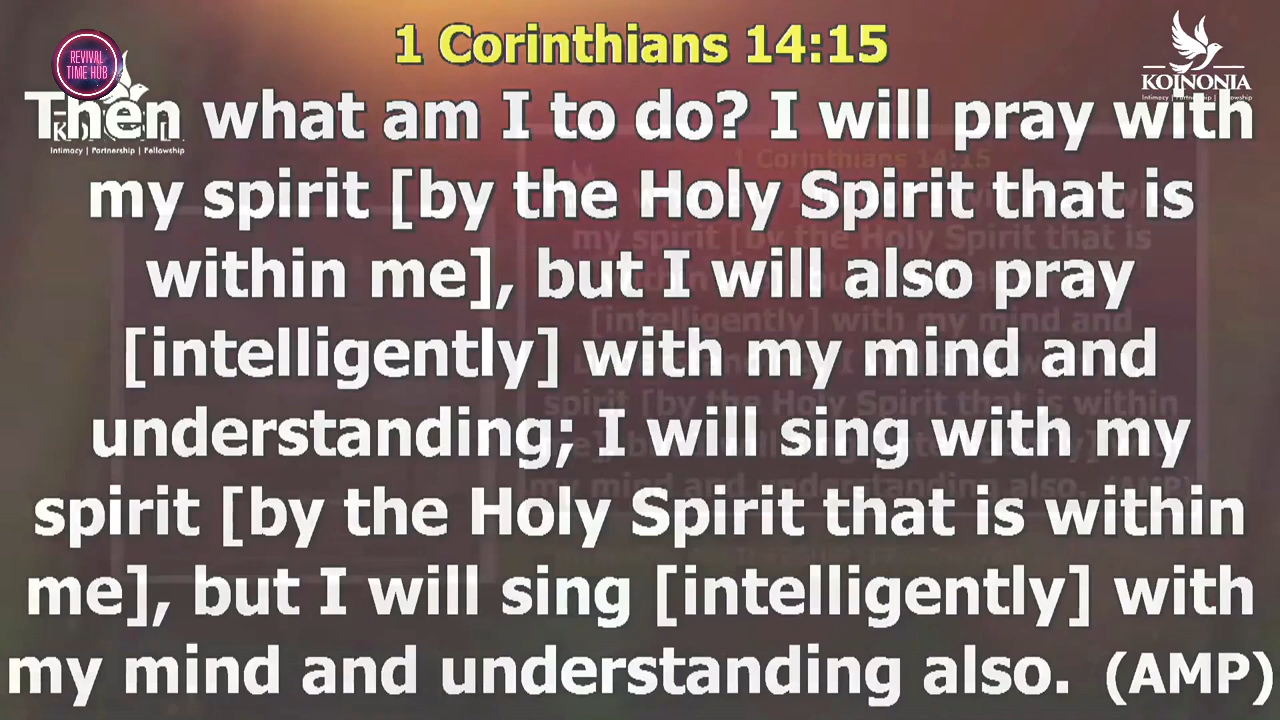 1 Corinthians 14:15
REVIVAL
TIME HUB
KOINONIA
Intimacy | Partnership | Fellowship
Then what am I to do? I will pray with
Intimacy | Partnership | Fellowship
my spirit [by the Holy Spirit that is
within me], but I will also pray
[intelligently] with my mind and
understanding; I will sing with my
spirit [by the Holy Spirit that is within
me], but I will sing [intelligently] with
my mind and understanding also. (AMP)